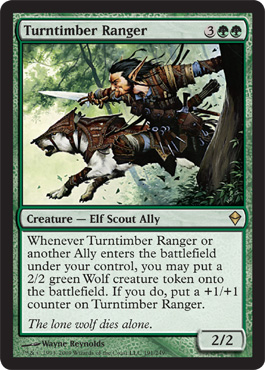 Turntimber Ranger 3
Creature — Elf Scout Ally
Whenever Turntimber Ranger or
another Ally enters the battlefield
under your control, you may put a
2/2 green Wolf creature token onto
the battlefield. If you do, put a +1/+1
counter on Turntimber Ranger.
The lone wolf dies alone.
Wayne Reynolds
2/2